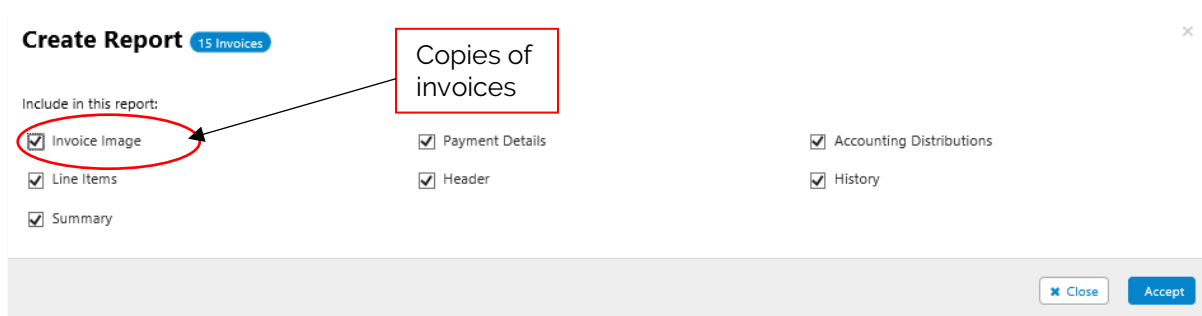 Create Report 15 Invoices
×
Copies of
invoices
Include in this report:
Invoice Image
Payment Details
Accounting Distributions
Line Items
Header
History
Summary
✖ Close
Accept